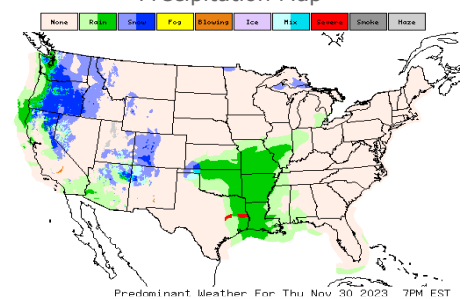 Precipitation Map
None Rain Snow Fog Blowing Ice Mix Severe Smoke Haze
Predominant Weather For Thu Nov 30 2023 7PM EST